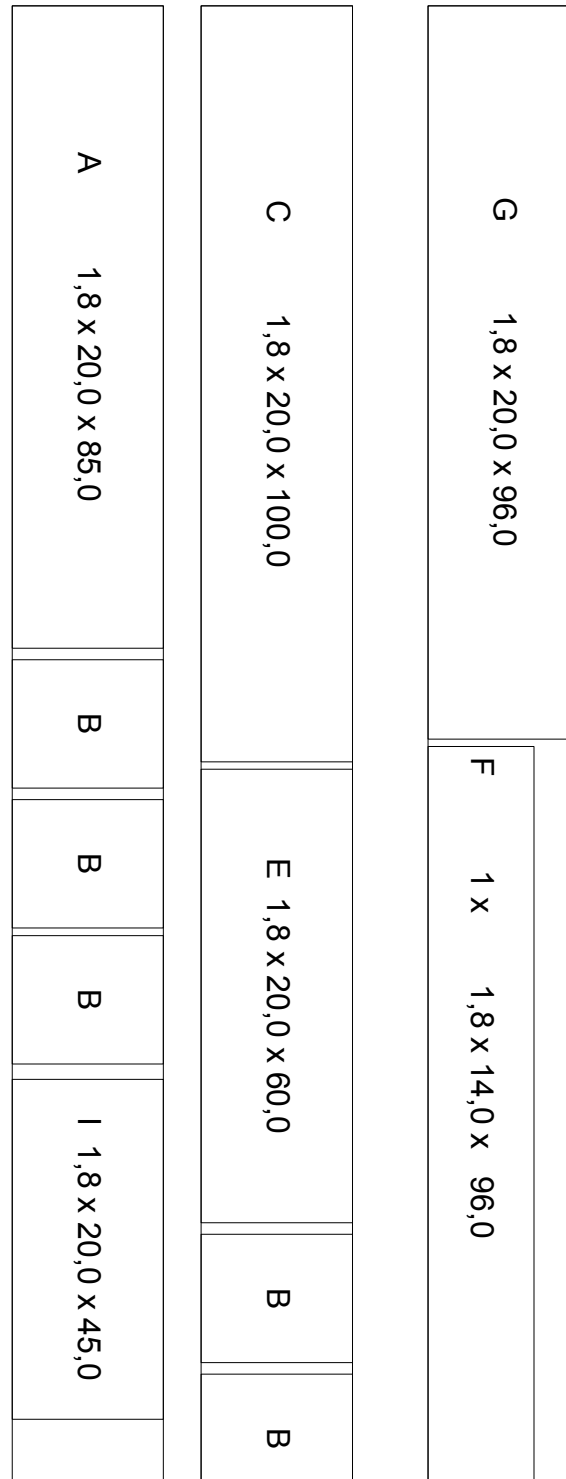 A 1,8 x 20,0 x 85,0
B
B
B
I 1,8 x 20,0 x 45,0
C 1,8 x 20,0 x 100,0
E 1,8 x 20,0 x 60,0
B
B
G 1,8 x 20,0 x 96,0
F 1 x 1,8 x 14,0 x 96,0